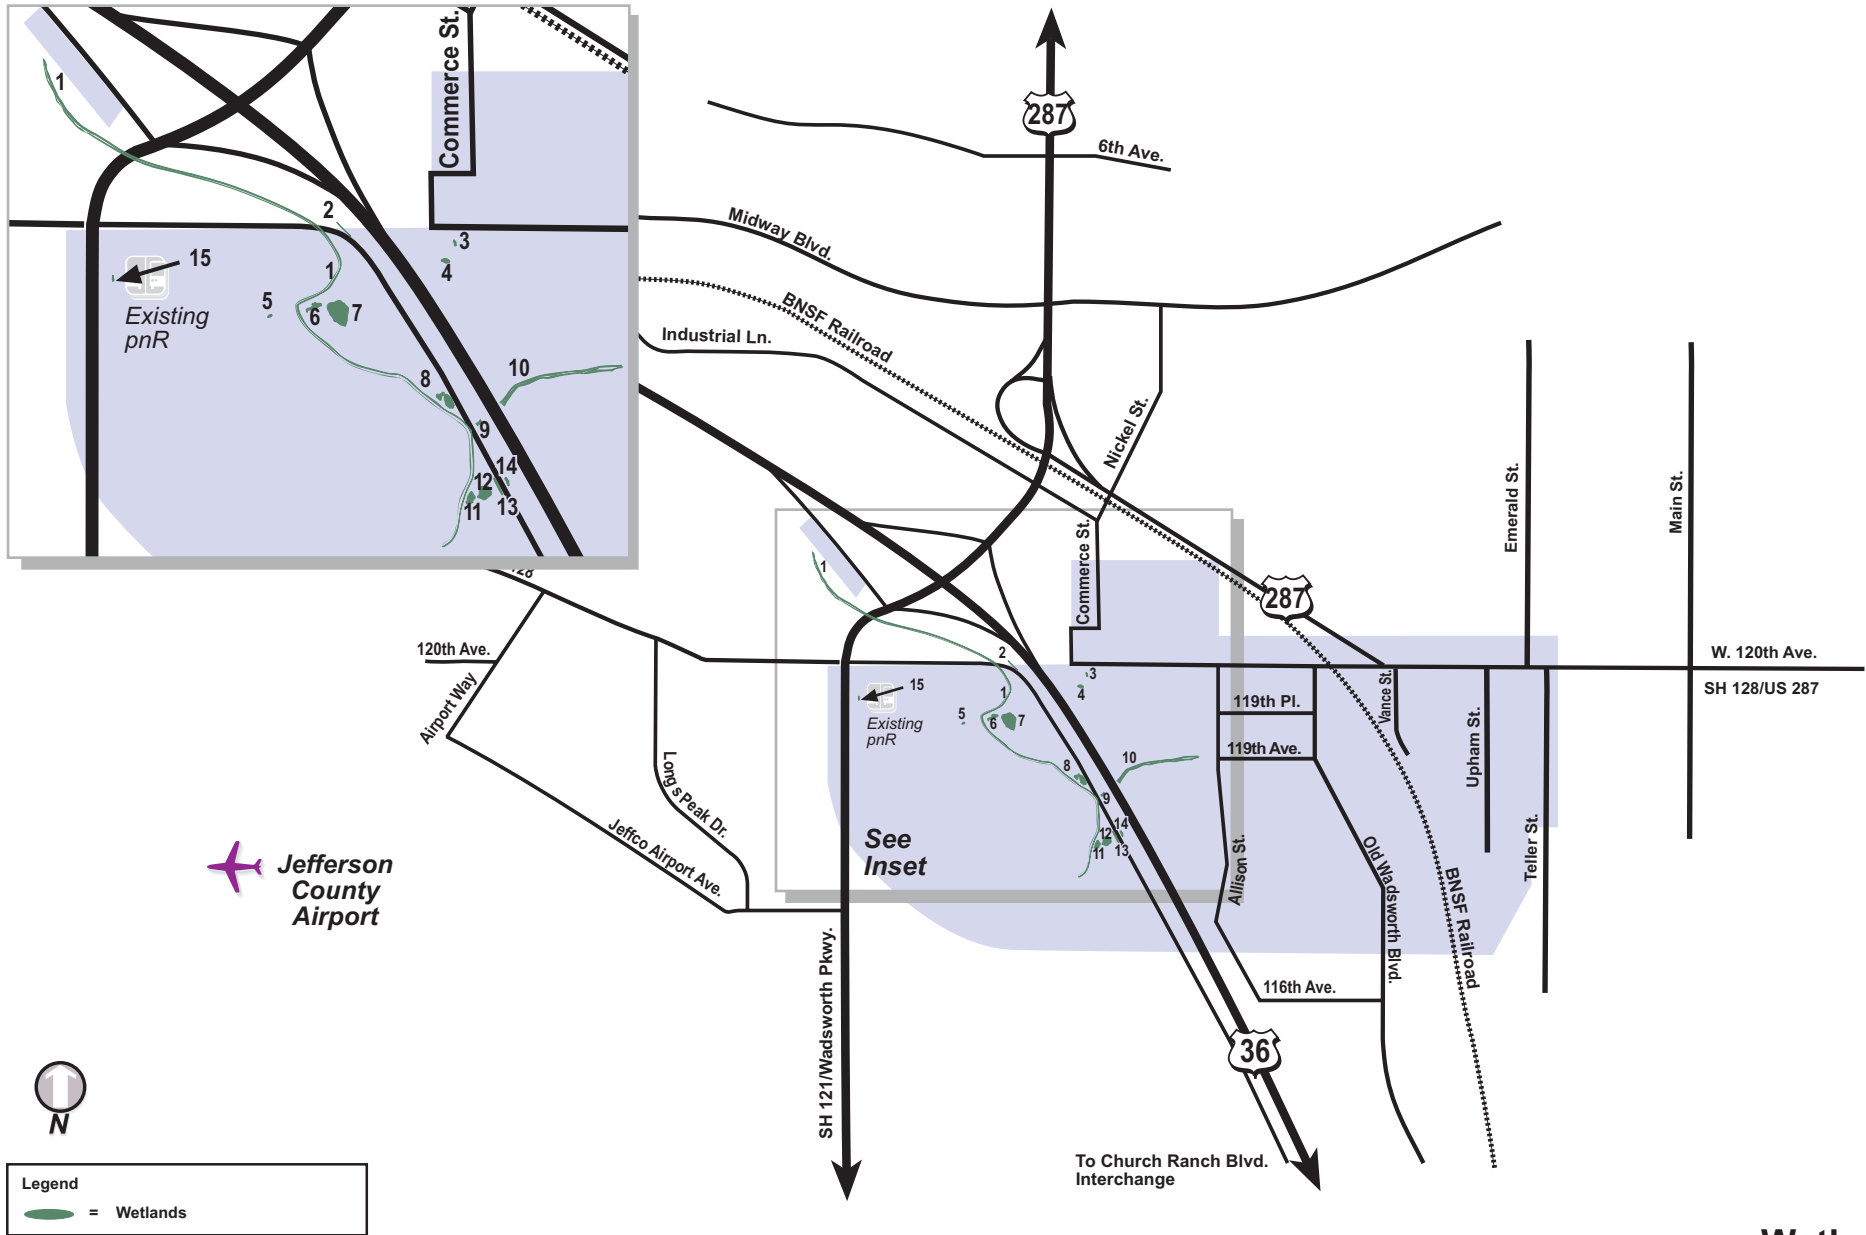 Commerce St.
1
2
3
4
15
1
Existing
pnR
5
6
7
8
10
9
14
12
11
13
287
6th Ave.
Midway Blvd.
BNSF Railroad
Industrial Ln.
Nickel St.
Commerce St.
Emerald St.
Main St.
287
128
120th Ave.
Airport Way
Long s Peak Dr.
Jeffco Airport Ave.
1
2
3
4
15
1
Existing
pnR
5
6
7
8
10
9
14
12
11
13
See
Inset
W. 120th Ave.
SH 128/US 287
119th Pl.
119th Ave.
Vance St.
Upham St.
Teller St.
Allison St.
Old Wadsworth Blvd.
BNSF Railroad
116th Ave.
Jefferson
County
Airport
SH 121/Wadsworth Pkwy.
36
To Church Ranch Blvd.
Interchange
N
Legend
= Wetlands